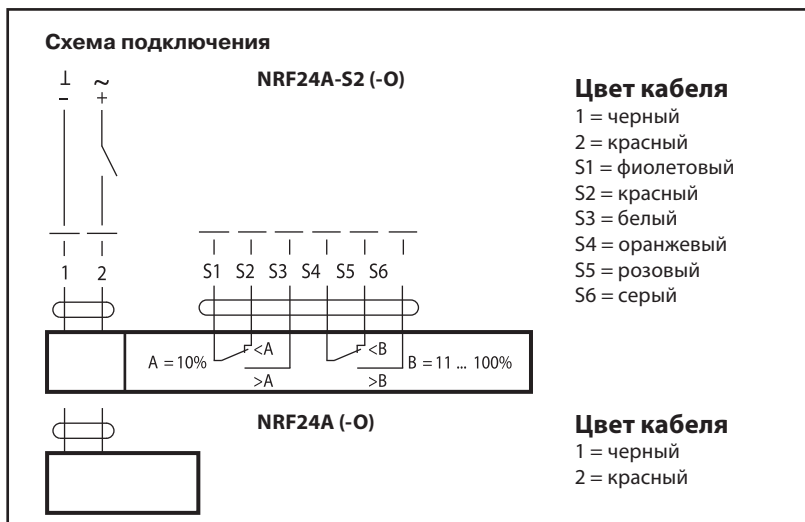 Схема подключения
NRF24A-S2 (-O)
⊥ ~
– +
1 2 S1 S2 S3 S4 S5 S6
A = 10% <A >A <B >B B = 11 ... 100%
Цвет кабеля
1 = черный
2 = красный
S1 = фиолетовый
S2 = красный
S3 = белый
S4 = оранжевый
S5 = розовый
S6 = серый
NRF24A (-O)
Цвет кабеля
1 = черный
2 = красный